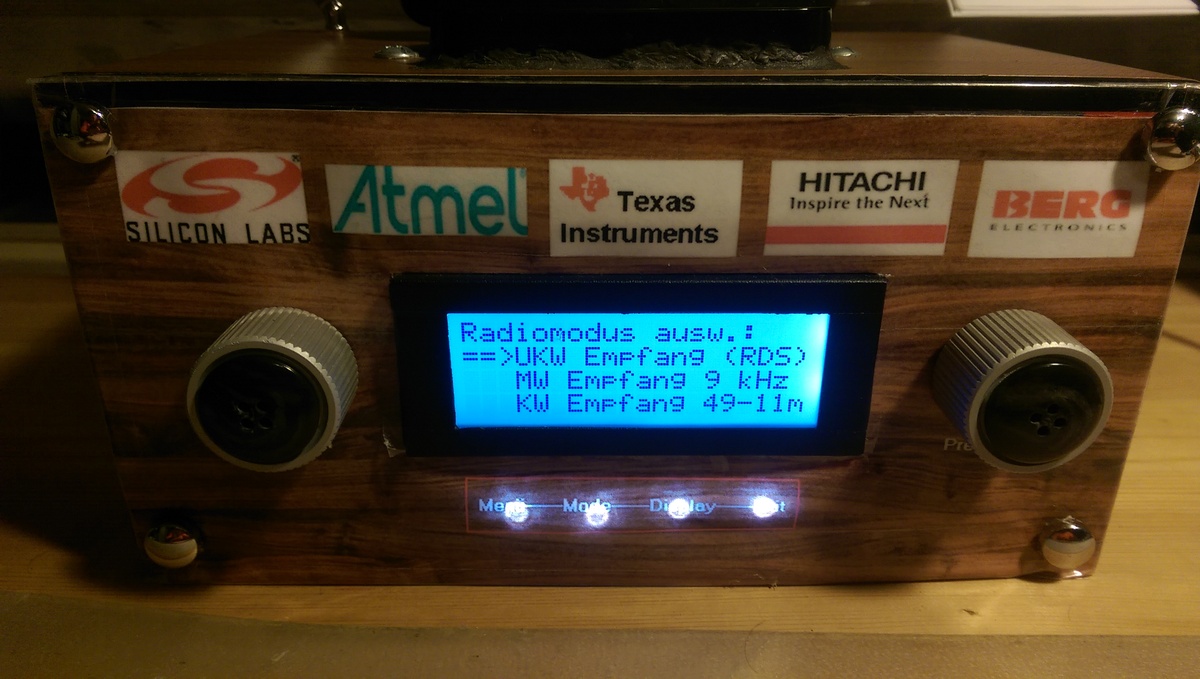 SILICON LABS
Atmel
Texas
Instruments
HITACHI
Inspire the Next
BERG
ELECTRONICS
Radiomodus ausw.:
==>UKW Empfang (RDS)
MW Empfang 9 kHz
KW Empfang 49-11m
Menü Mode Display